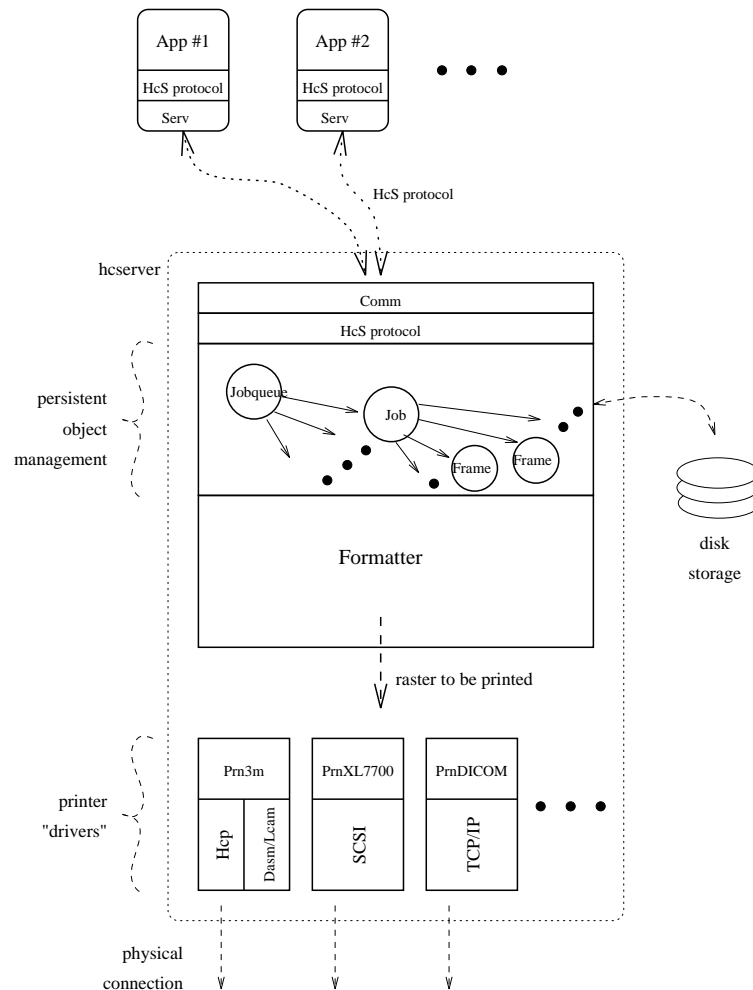 App #1
App #2
HcS protocol
HcS protocol
Serv
Serv
HcS protocol
hcserver
Comm
HcS protocol
persistent
object
management
Jobqueue
Job
Frame
Frame
disk
storage
Formatter
raster to be printed
printer
"drivers"
Prn3m
PrnXL7700
PrnDICOM
Hcp
Dasm/Lcam
SCSI
TCP/IP
physical
connection